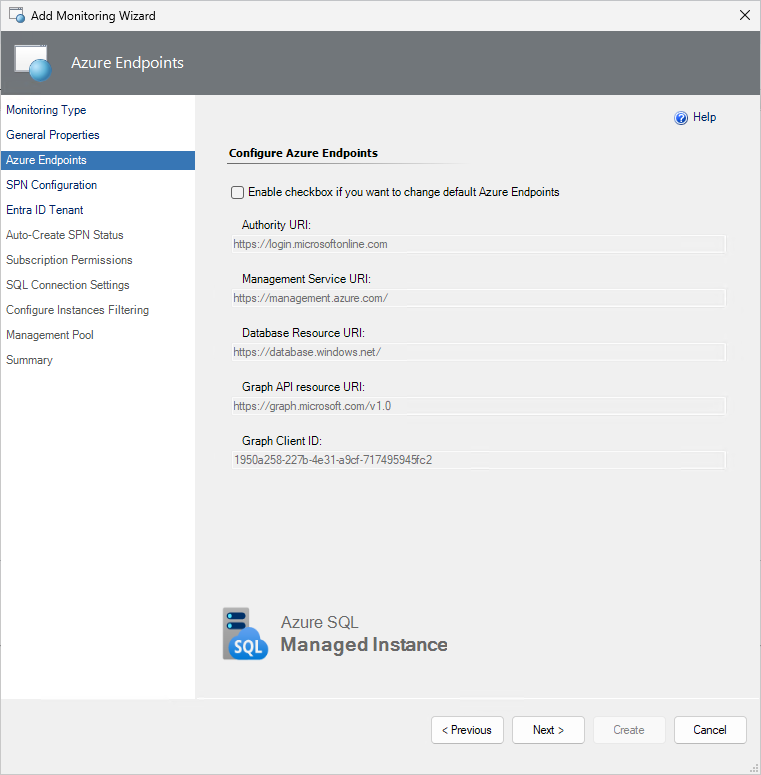 Add Monitoring Wizard
Azure Endpoints
Monitoring Type
General Properties
Azure Endpoints
SPN Configuration
Entra ID Tenant
Auto-Create SPN Status
Subscription Permissions
SQL Connection Settings
Configure Instances Filtering
Management Pool
Summary
Help
Configure Azure Endpoints
Enable checkbox if you want to change default Azure Endpoints
Authority URI:
https://login.microsoftonline.com
Management Service URI:
https://management.azure.com/
Database Resource URI:
https://database.windows.net/
Graph API resource URI:
https://graph.microsoft.com/v1.0
Graph Client ID:
1950a258-227b-4e31-a9cf-717495945fc2
SQL
Azure SQL
Managed Instance
< Previous
Next >
Create
Cancel